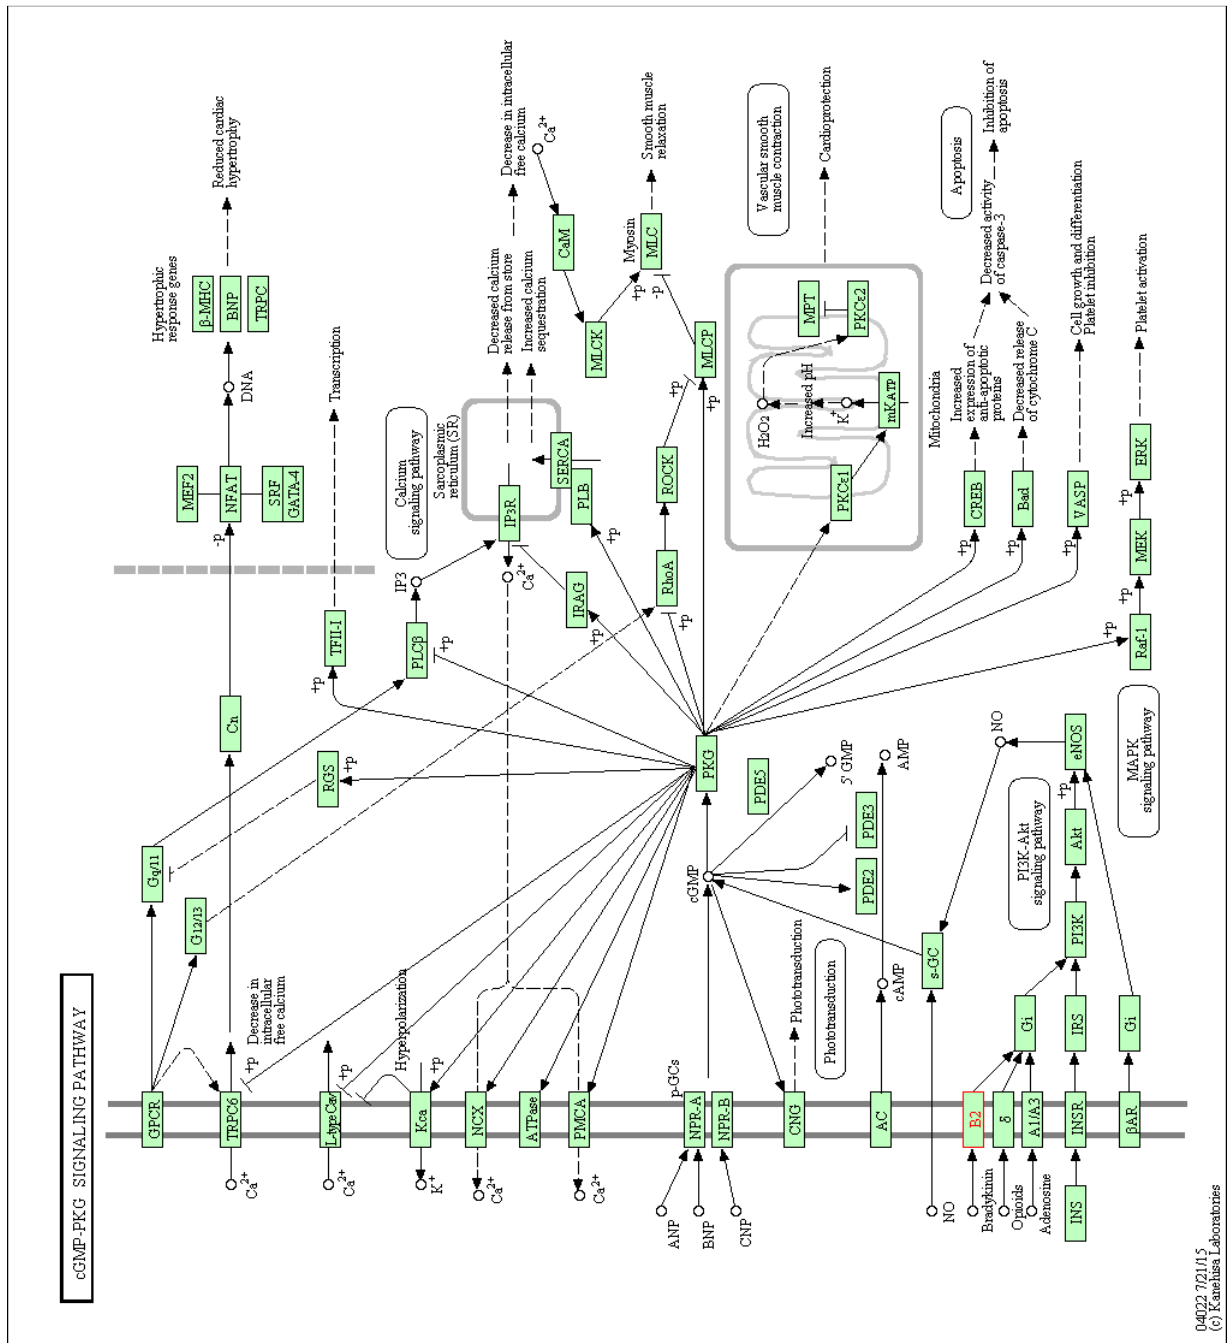 cGMP-PKG SIGNALING PATHWAY
GPCR
Gq/11
G12/13
TRPC6
Ca2+
+p
Decrease in
intracellular
free calcium
L-type Cav
Ca2+
+p
Hyperpolarization
Kca
K+
+p
NCX
Ca2+
ATPase
PMCA
Ca2+
Cn
-p
MEF2
NFAT
SRF
GATA-4
DNA
Hypertrophic
response genes
β-MHC
BNP
TRPC
Reduced cardiac
hypertrophy
RGS
+p
TFII-I
+p
Transcription
PLCβ
+p
IP3
Calcium
signaling pathway
Sarcoplasmic
reticulum (SR)
IP3R
Ca2+
SERCA
PLB
+p
IRAG
+p
Decreased calcium
release from store
Increased calcium
sequestration
Decrease in intracellular
free calcium
Ca2+
CaM
MLCK
+p
-p
Myosin
MLC
Smooth muscle
relaxation
RhoA
+p
ROCK
+p
MLCP
+p
PKG
Vascular smooth
muscle contraction
MPT
PKCε2
H2O2
Increased pH
K+
mKATP
PKCε1
Mitochondria
Cardioprotection
ANP
BNP
CNP
NPR-A
NPR-B
p-GCs
cGMP
PDE5
5' GMP
PDE2
PDE3
CNG
Phototransduction
Phototransduction
AC
cAMP
AMP
CREB
+p
Increased
expression of
anti-apoptotic
proteins
Bad
+p
Decreased release
of cytochrome C
Decreased activity
of caspase-3
Apoptosis
Inhibition of
apoptosis
VASP
+p
Cell growth and differentiation
Platelet inhibition
Raf-1
+p
MEK
+p
ERK
+p
Platelet activation
MAPK
signaling pathway
NO
s-GC
NO
Bradykinin
B2
Opioids
δ
Adenosine
A1/A3
Gi
INS
INSR
IRS
PI3K
Akt
+p
eNOS
PI3K-Akt
signaling pathway
βAR
Gi
04022 7/21/15
(c) Kanehisa Laboratories